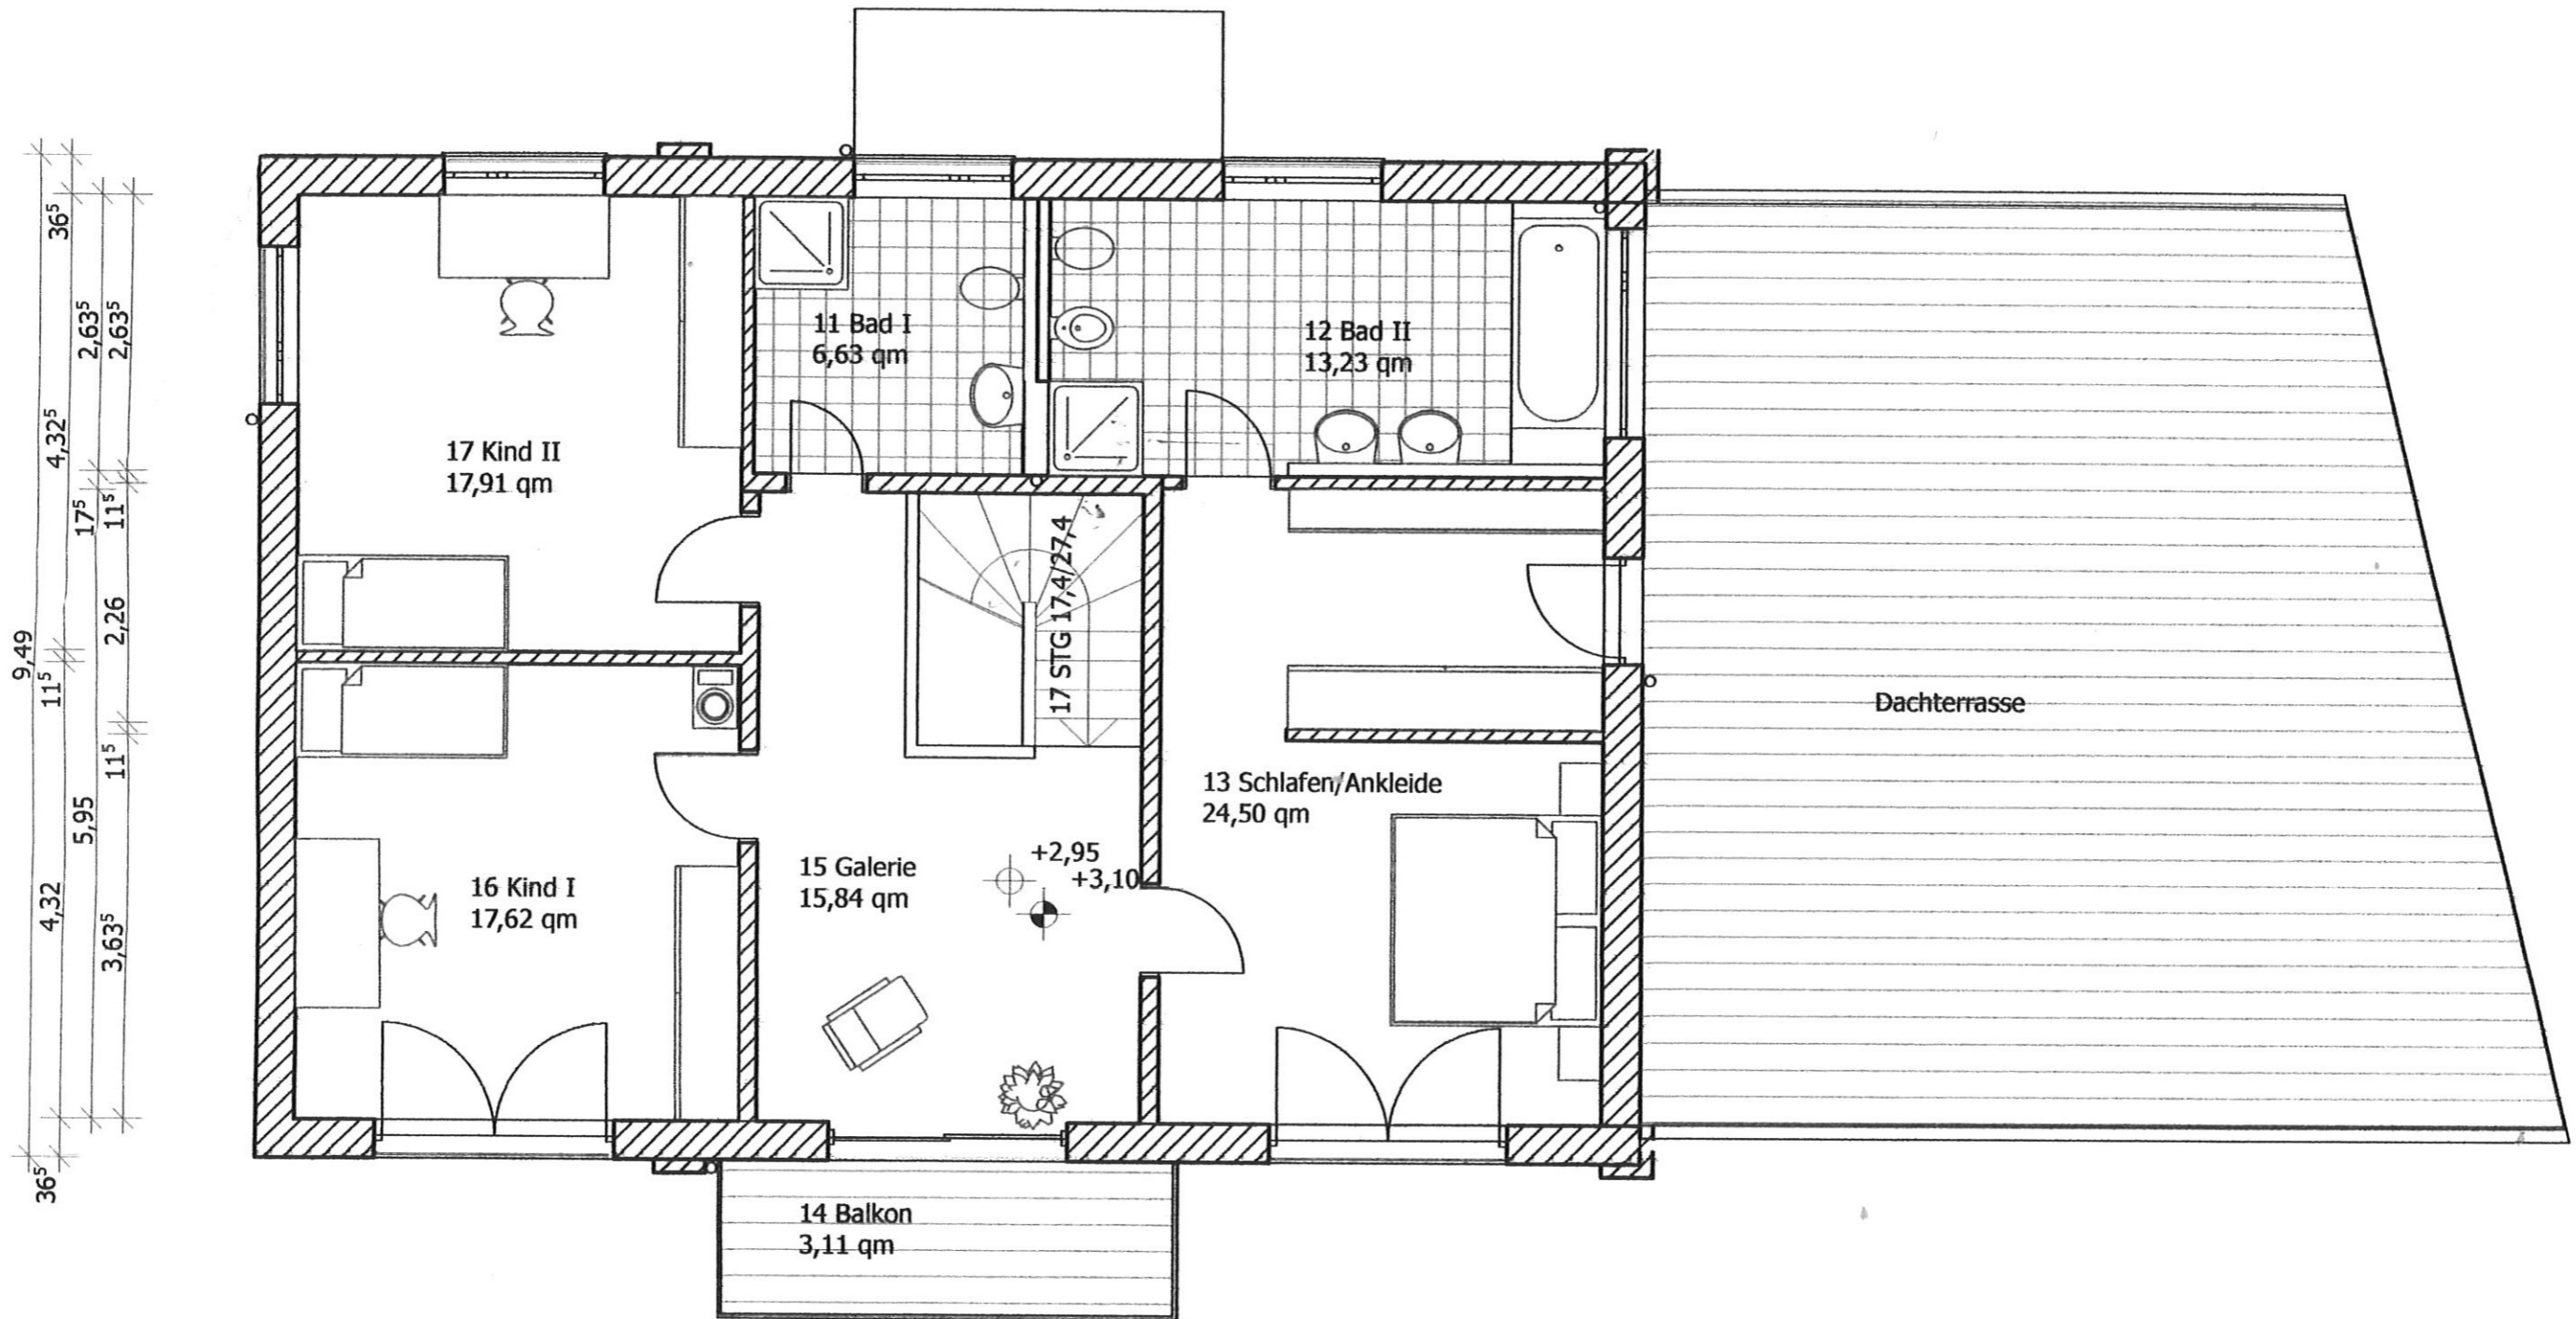 17 Kind II
17,91 qm
11 Bad I
6,63 qm
12 Bad II
13,23 qm
17 STG 17,4/27,4
Dachterrasse
13 Schlafen/Ankleide
24,50 qm
15 Galerie
15,84 qm
+2,95
+3,10
16 Kind I
17,62 qm
14 Balkon
3,11 qm
9,49
36⁵
4,32⁵
11⁵
4,32
36⁵
2,63⁵
17⁵
5,95
2,63⁵
11⁵
2,26
11⁵
3,63⁵